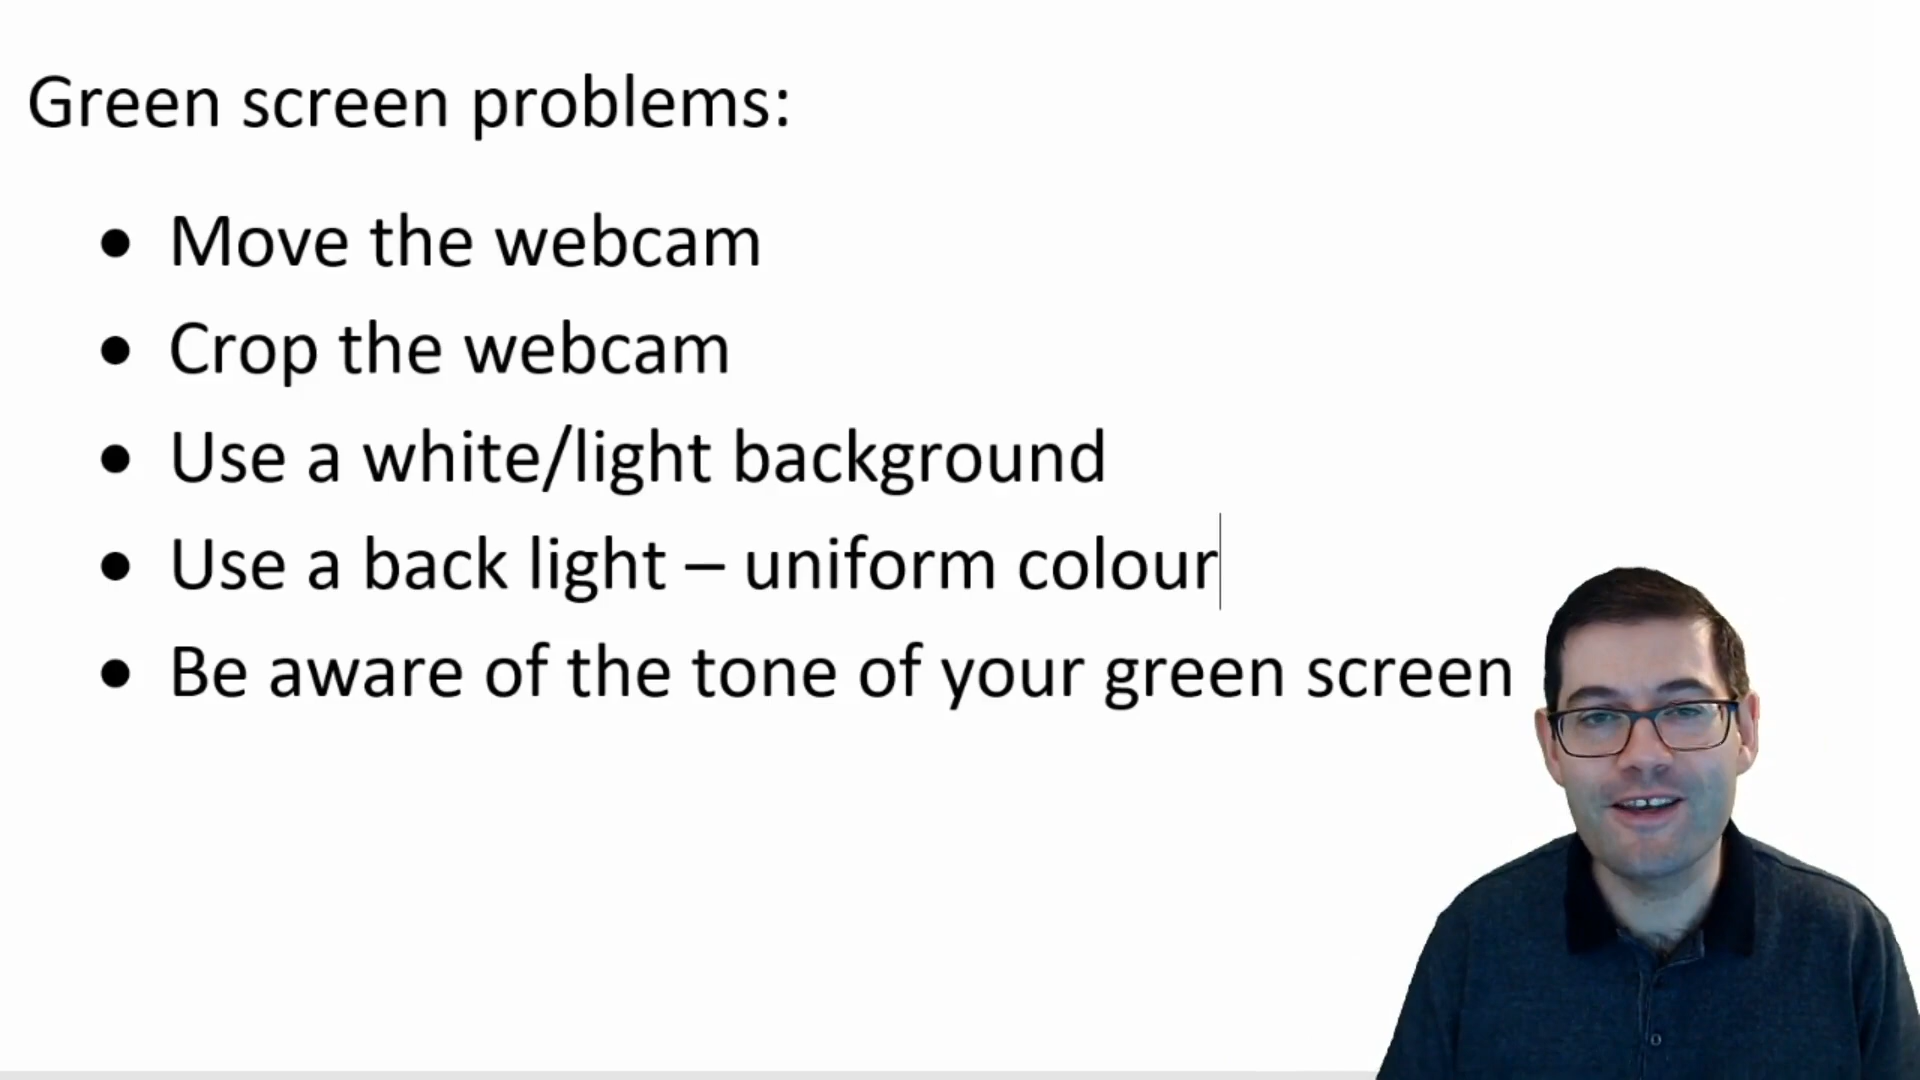 Green screen problems:
• Move the webcam
• Crop the webcam
• Use a white/light background
• Use a back light – uniform colour
• Be aware of the tone of your green screen